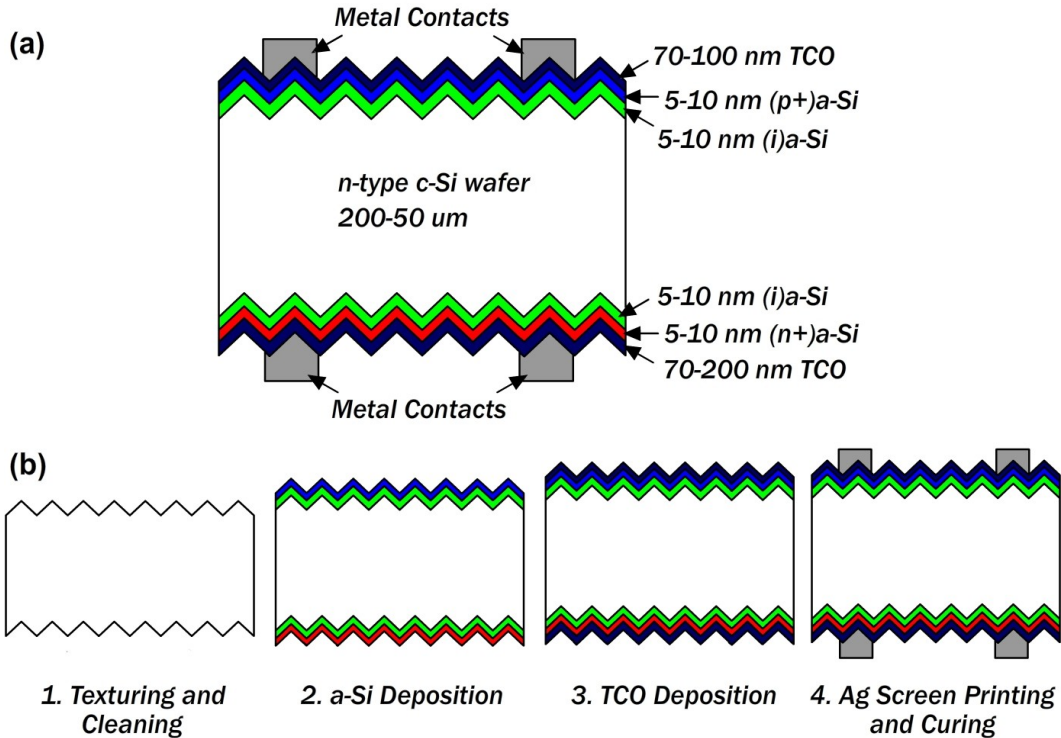 (a)
Metal Contacts
70-100 nm TCO
5-10 nm (p+)a-Si
5-10 nm (i)a-Si
n-type c-Si wafer
200-50 um
5-10 nm (i)a-Si
5-10 nm (n+)a-Si
70-200 nm TCO
Metal Contacts
(b)
1. Texturing and
Cleaning
2. a-Si Deposition
3. TCO Deposition
4. Ag Screen Printing
and Curing